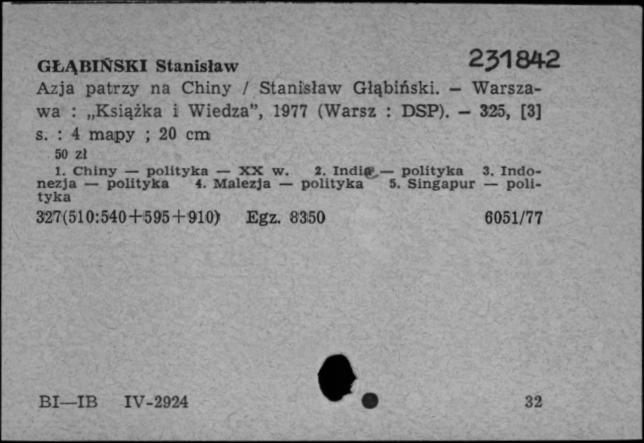 GŁĄBIŃSKI Stanisław 231842
Azja patrzy na Chiny / Stanisław Głąbiński. — Warsza-
wa : „Książka i Wiedza”, 1977 (Warsz : DSP). — 325, [3]
s. : 4 mapy ; 20 cm
50 zł
1. Chiny — polityka — XX w. 2. Indie — polityka 3. Indo-
nezja — polityka 4. Malezja — polityka 5. Singapur — poli-
tyka
327(510:540+595+910) Egz. 8350 6051/77
BI—IB IV-2924 32